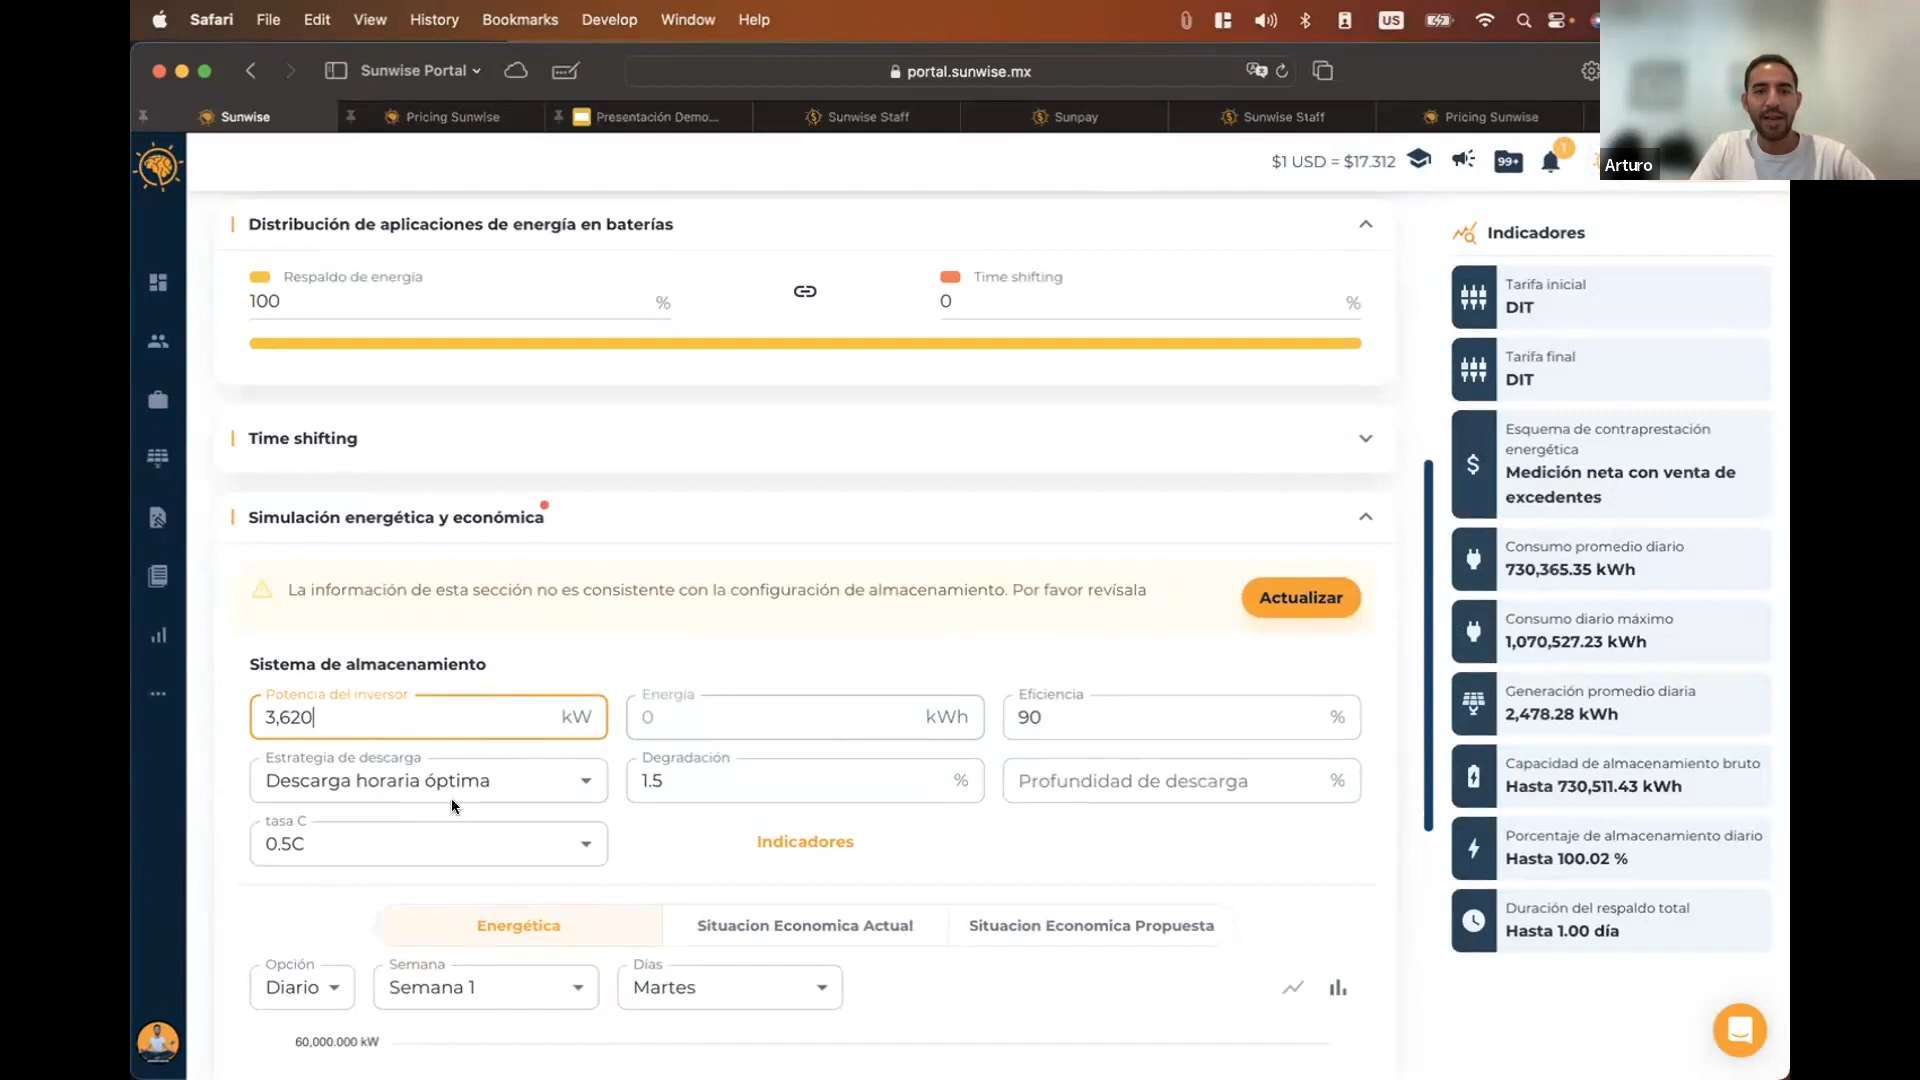 Safari File Edit View History Bookmarks Develop Window Help US
Sunwise Portal portal.sunwise.mx
Sunwise Pricing Sunwise Presentación Demo... Sunwise Staff Sunpay Sunwise Staff Pricing Sunwise
Arturo
$1 USD = $17.312 99+ 1
Distribución de aplicaciones de energía en baterías
Respaldo de energía
100 %
Time shifting
0 %
Time shifting
Simulación energética y económica
La información de esta sección no es consistente con la configuración de almacenamiento. Por favor revísala
Actualizar
Sistema de almacenamiento
Potencia del inversor
3,620 kW
Energía
0 kWh
Eficiencia
90 %
Estrategia de descarga
Descarga horaria óptima
Degradación
1.5 %
Profundidad de descarga %
tasa C
0.5C
Indicadores
Energética Situacion Economica Actual Situacion Economica Propuesta
Opción
Diario
Semana
Semana 1
Días
Martes
60,000.000 kW
Indicadores
Tarifa inicial
DIT
Tarifa final
DIT
Esquema de contraprestación
energética
Medición neta con venta de
excedentes
Consumo promedio diario
730,365.35 kWh
Consumo diario máximo
1,070,527.23 kWh
Generación promedio diaria
2,478.28 kWh
Capacidad de almacenamiento bruto
Hasta 730,511.43 kWh
Porcentaje de almacenamiento diario
Hasta 100.02 %
Duración del respaldo total
Hasta 1.00 día